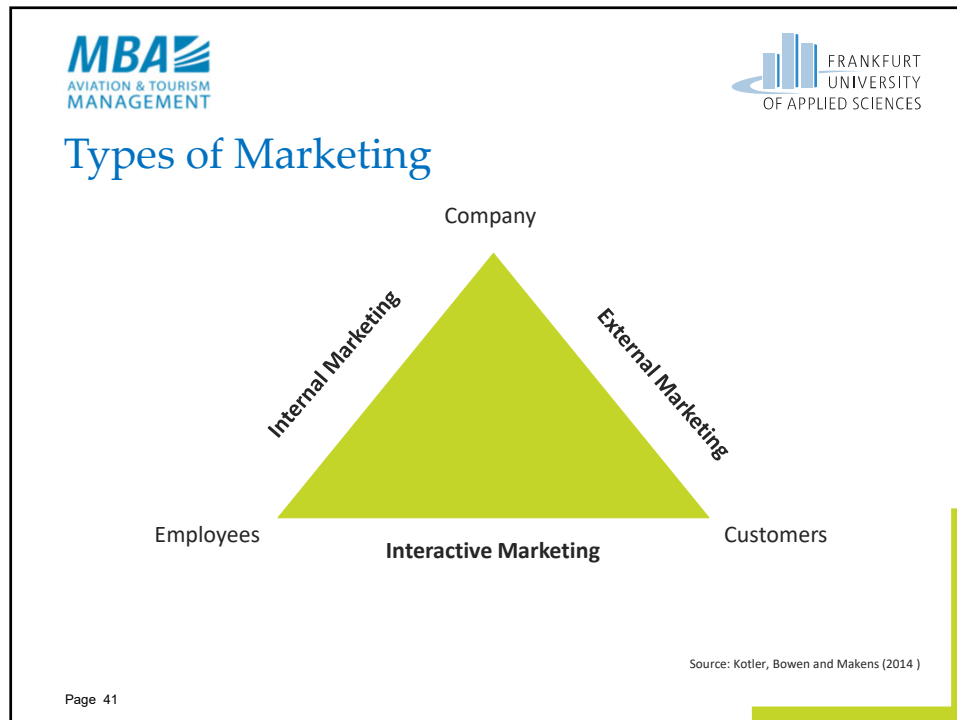 MBA
AVIATION & TOURISM
MANAGEMENT
FRANKFURT
UNIVERSITY
OF APPLIED SCIENCES
Types of Marketing
Company
Internal Marketing
External Marketing
Employees
Customers
Interactive Marketing
Source: Kotler, Bowen and Makens (2014 )
Page 41